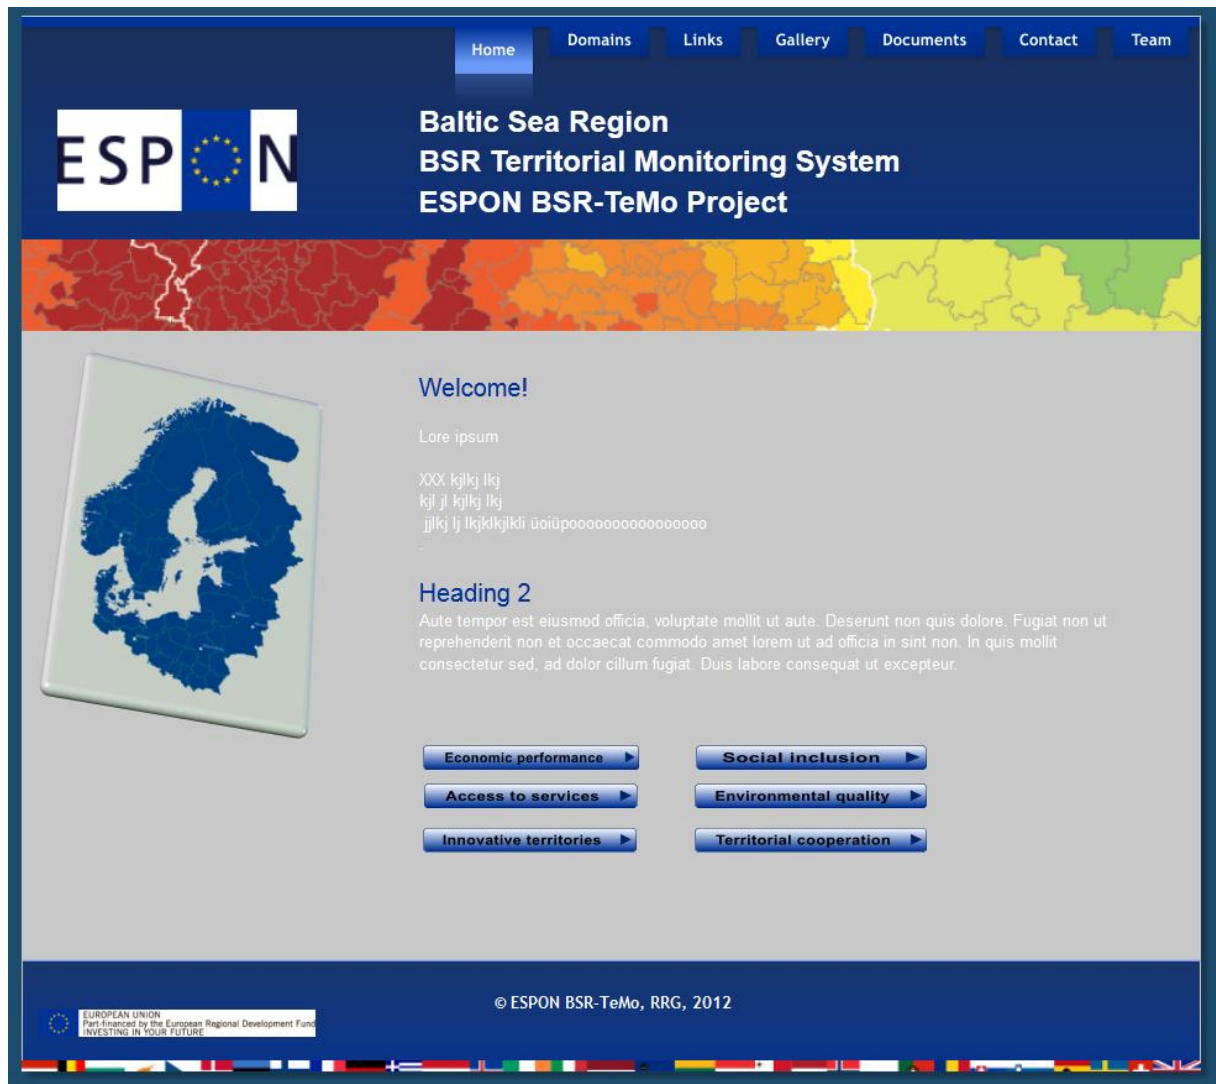 Home
Domains
Links
Gallery
Documents
Contact
Team
ESPON
Baltic Sea Region
BSR Territorial Monitoring System
ESPON BSR-TeMo Project
Welcome!
Lore ipsum
XXX kjlkj lkj
kjl jl kjlkj lkj
jjlkj lj lkjklkjlkli üoiüpoooooooooooooooo
.
Heading 2
Aute tempor est eiusmod officia, voluptate mollit ut aute. Deserunt non quis dolore. Fugiat non ut
reprehenderit non et occaecat commodo amet lorem ut ad officia in sint non. In quis mollit
consectetur sed, ad dolor cillum fugiat. Duis labore consequat ut excepteur.
Economic performance
Social inclusion
Access to services
Environmental quality
Innovative territories
Territorial cooperation
© ESPON BSR-TeMo, RRG, 2012
EUROPEAN UNION
Part-financed by the European Regional Development Fund
INVESTING IN YOUR FUTURE